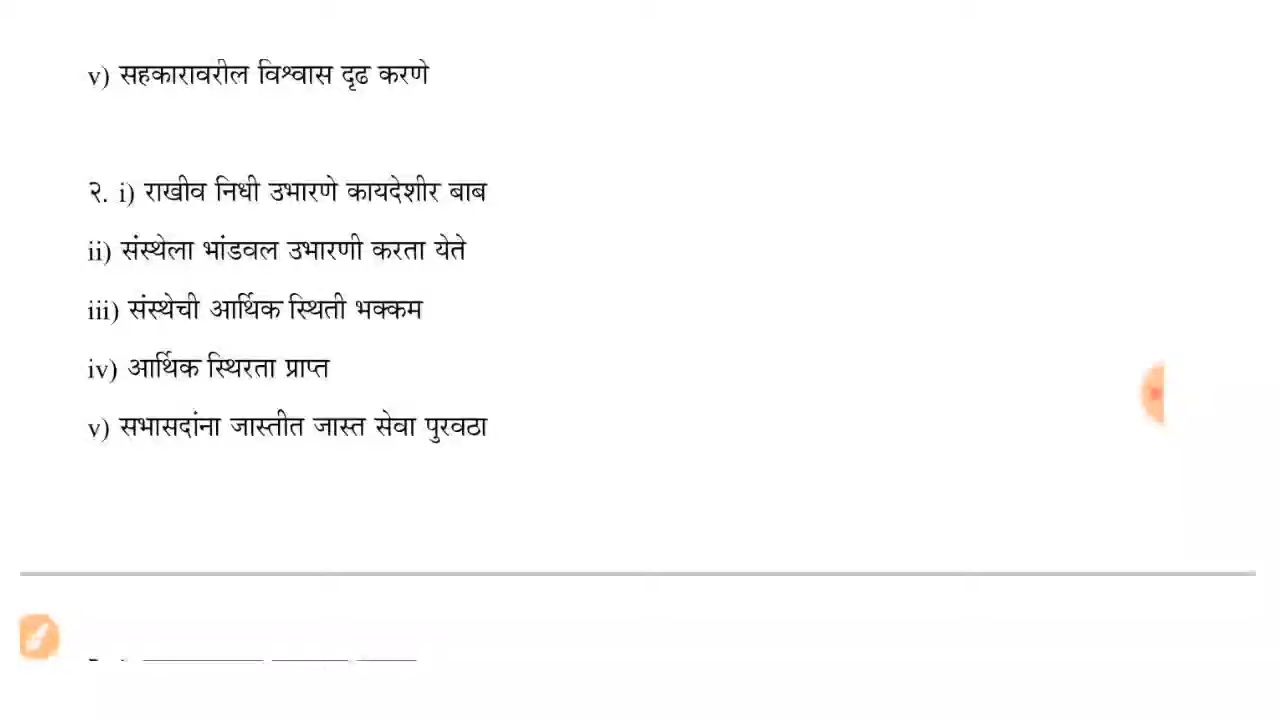 v) सहकारावरील विश्वास दृढ करणे
२. i) राखीव निधी उभारणे कायदेशीर बाब
ii) संस्थेला भांडवल उभारणी करता येते
iii) संस्थेची आर्थिक स्थिती भक्कम
iv) आर्थिक स्थिरता प्राप्त
v) सभासदांना जास्तीत जास्त सेवा पुरवठा